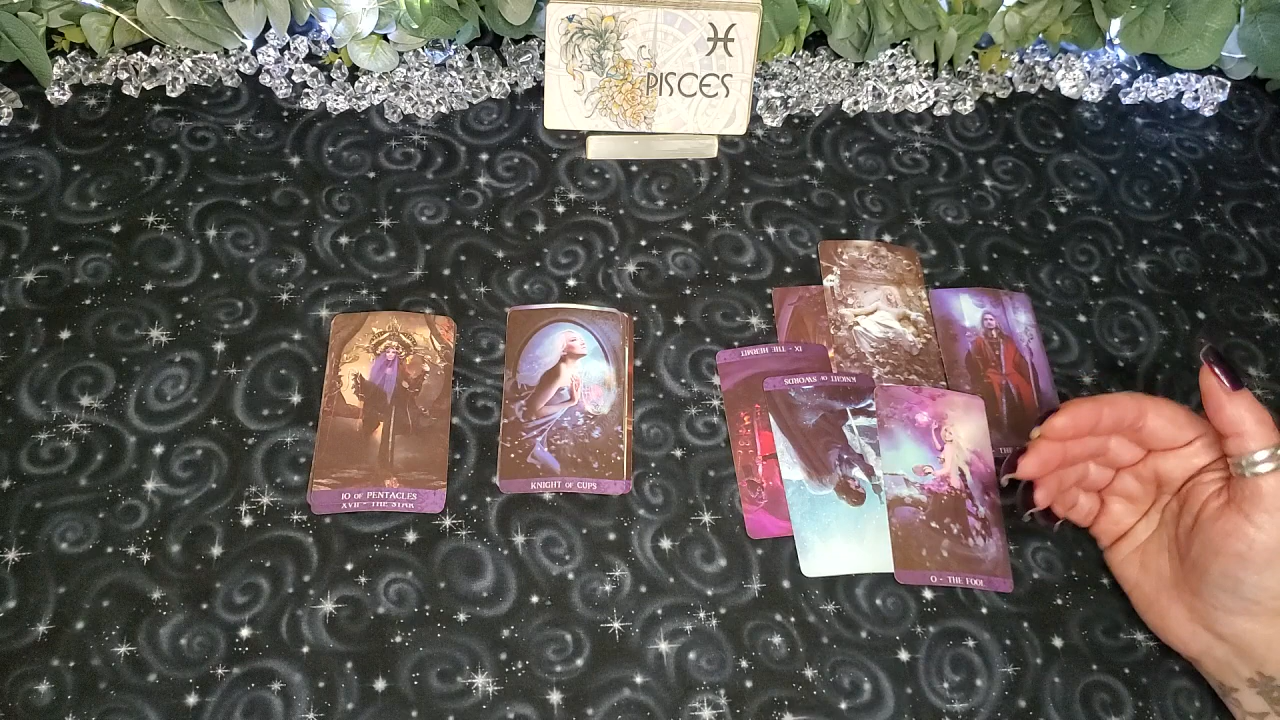 ♓
PISCES
10 OF PENTACLES
XVII - THE STAR
KNIGHT OF CUPS
IX - THE HERMIT
KNIGHT OF SWORDS
0 - THE FOOL
THE